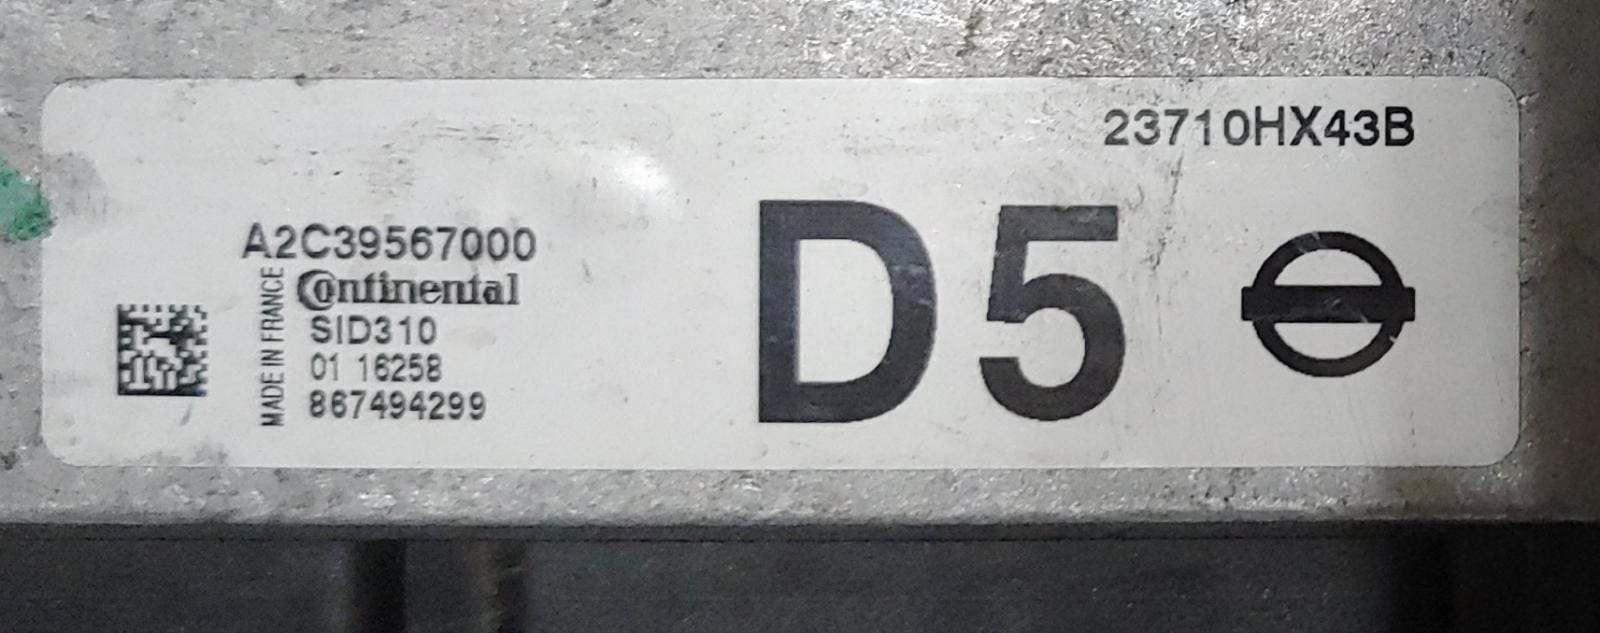 23710HX43B
A2C39567000
Continental
MADE IN FRANCE
SID310
01 16258
867494299
D5